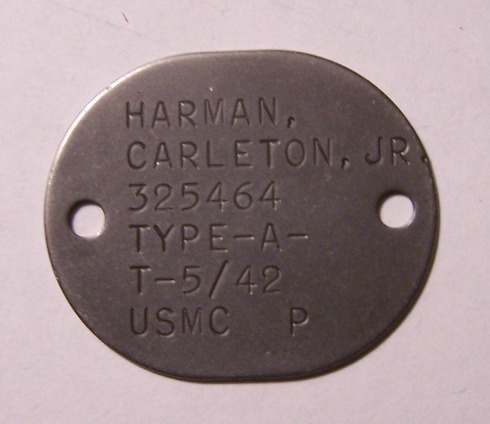 HARMAN,
CARLETON, JR.
325464
TYPE-A-
T-5/42
USMC P